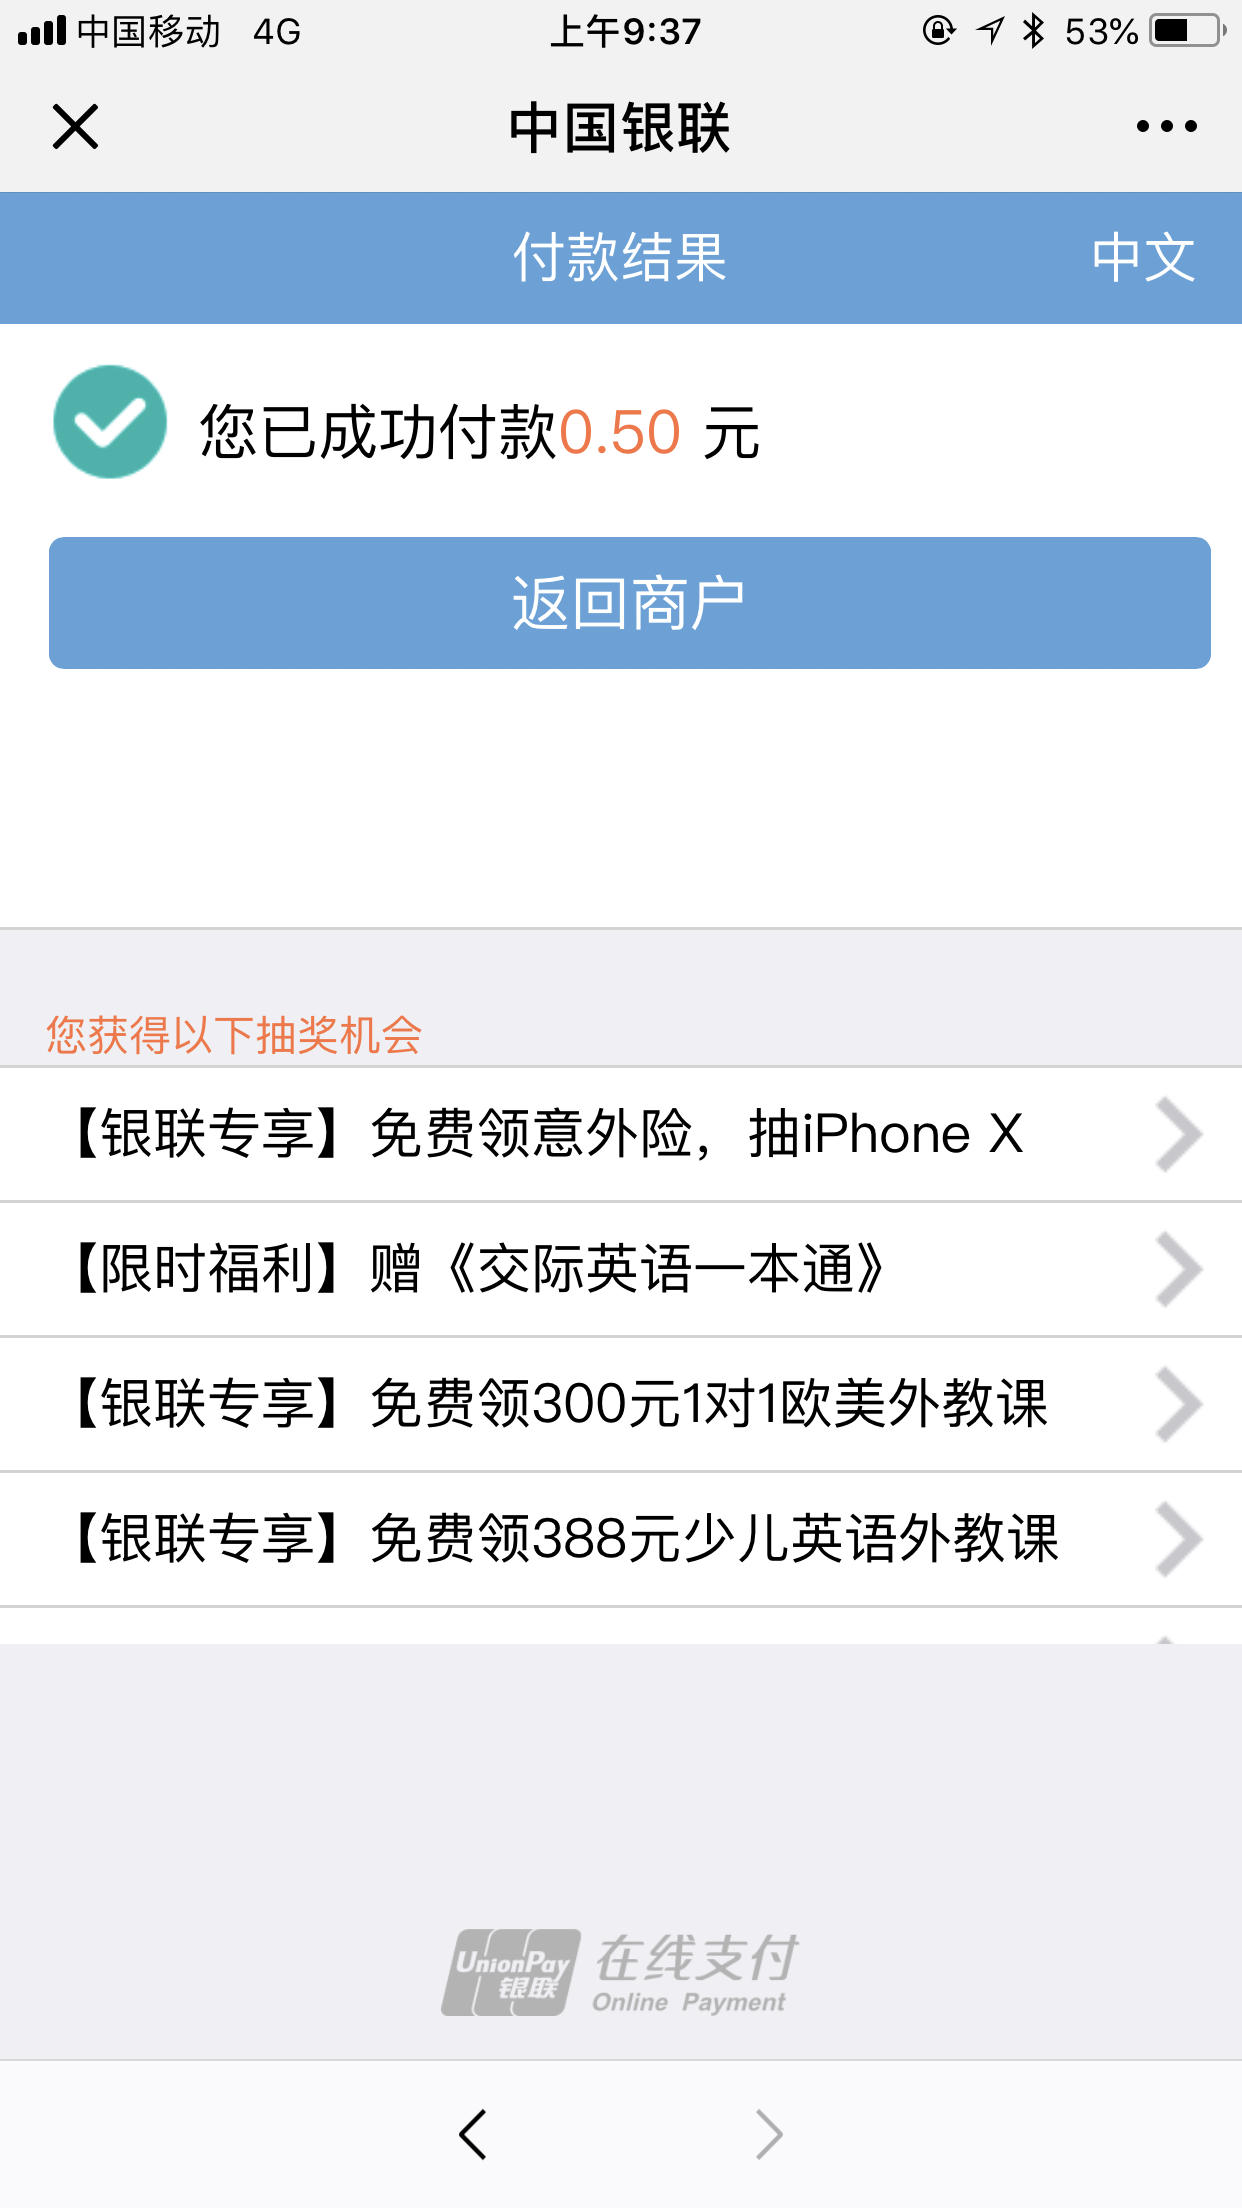 中国移动 4G 上午9:37 53%
中国银联
付款结果 中文
您已成功付款0.50 元
返回商户
您获得以下抽奖机会
【银联专享】免费领意外险，抽iPhone X
【限时福利】赠《交际英语一本通》
【银联专享】免费领300元1对1欧美外教课
【银联专享】免费领388元少儿英语外教课
UnionPay 在线支付
银联 Online Payment